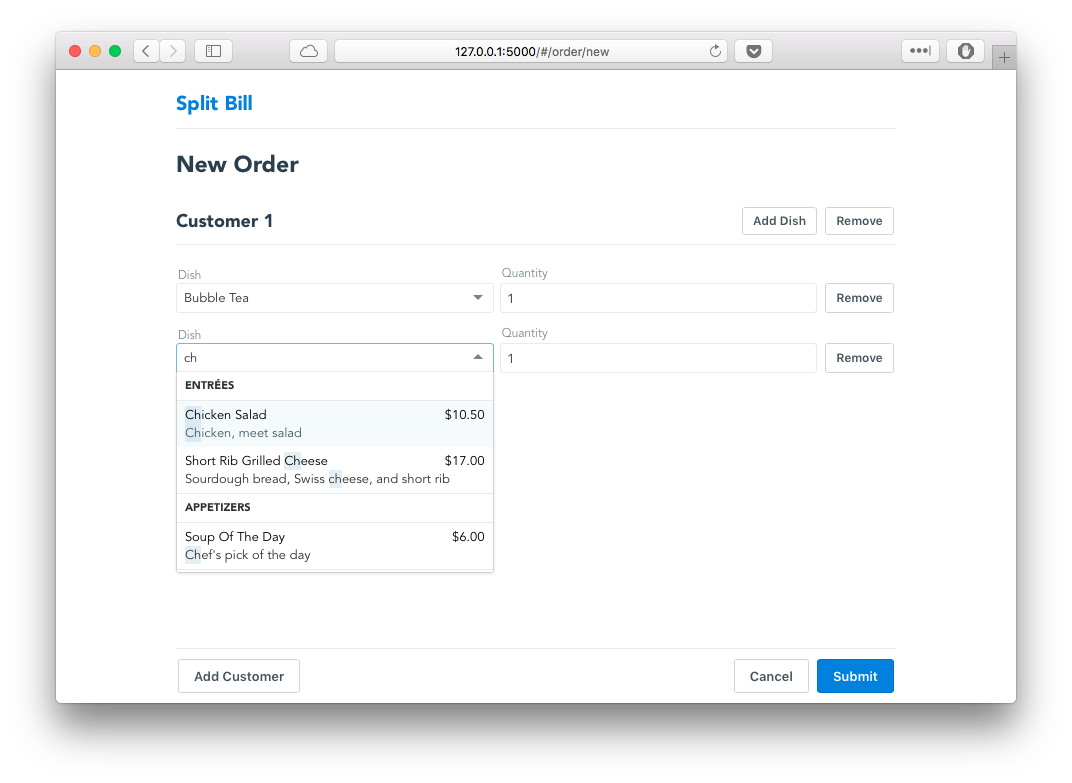 127.0.0.1:5000/#/order/new
Split Bill
New Order
Customer 1
Add Dish
Remove
Dish
Quantity
Bubble Tea
1
Remove
Dish
Quantity
ch
1
Remove
ENTRÉES
Chicken Salad $10.50
Chicken, meet salad
Short Rib Grilled Cheese $17.00
Sourdough bread, Swiss cheese, and short rib
APPETIZERS
Soup Of The Day $6.00
Chef's pick of the day
Add Customer
Cancel
Submit